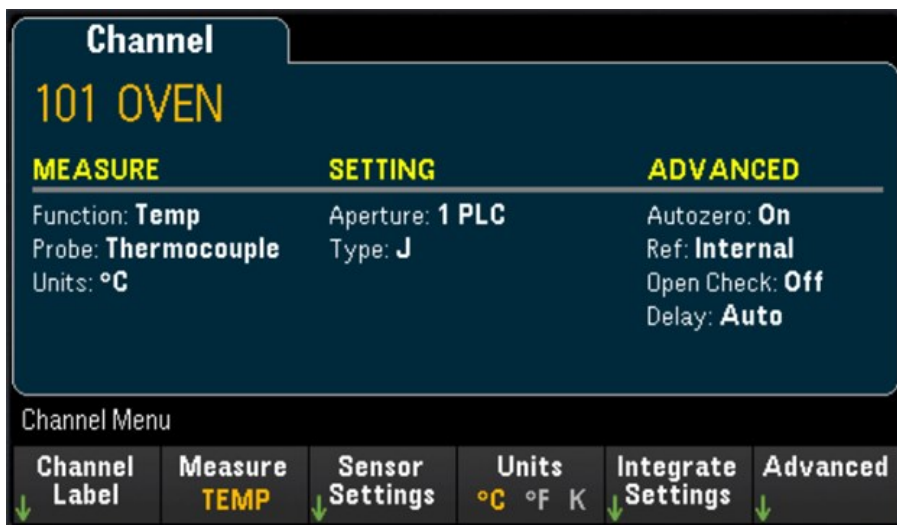 Channel
101 OVEN
MEASURE
Function: Temp
Probe: Thermocouple
Units: °C
SETTING
Aperture: 1 PLC
Type: J
ADVANCED
Autozero: On
Ref: Internal
Open Check: Off
Delay: Auto
Channel Menu
Channel
Label
Measure
TEMP
Sensor
Settings
Units
°C °F K
Integrate
Settings
Advanced